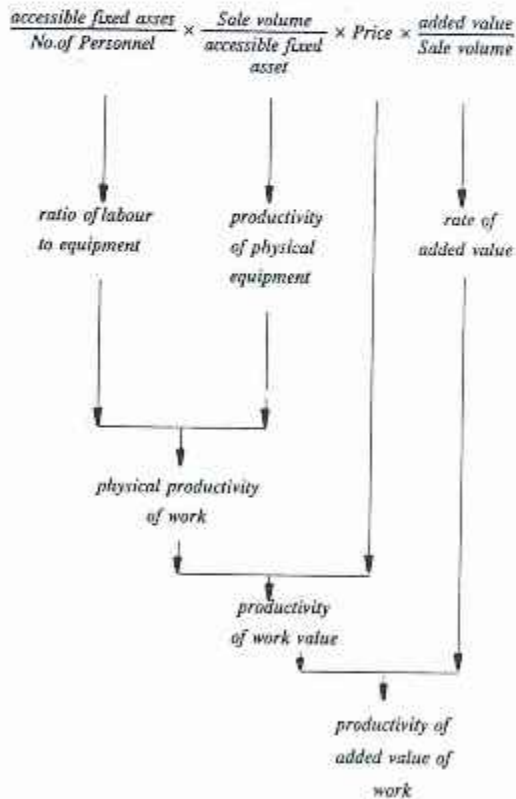 accessible fixed asses / No.of Personnel × Sale volume / accessible fixed asset × Price × added value / Sale volume
ratio of labour
to equipment
productivity
of physical
equipment
rate of
added value
physical productivity
of work
productivity
of work value
productivity of
added value of
work